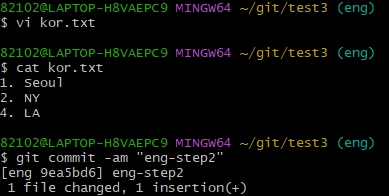 82102@LAPTOP-H8VAEPC9 MINGW64 ~/git/test3 (eng)
$ vi kor.txt
82102@LAPTOP-H8VAEPC9 MINGW64 ~/git/test3 (eng)
$ cat kor.txt
1. Seoul
2. NY
4. LA
82102@LAPTOP-H8VAEPC9 MINGW64 ~/git/test3 (eng)
$ git commit -am "eng-step2"
[eng 9ea5bd6] eng-step2
1 file changed, 1 insertion(+)